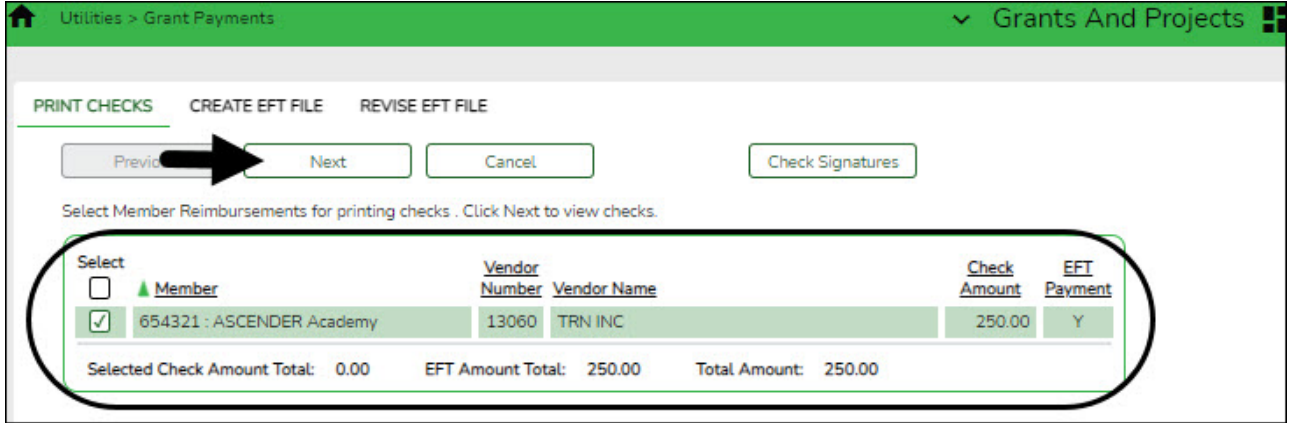 Utilities > Grant Payments
Grants And Projects
PRINT CHECKS CREATE EFT FILE REVISE EFT FILE
Next Cancel Check Signatures
Select Member Reimbursements for printing checks . Click Next to view checks.
Select Vendor Check EFT
Member Number Vendor Name Amount Payment
654321 : ASCENDER Academy 13060 TRN INC 250.00 Y
Selected Check Amount Total: 0.00 EFT Amount Total: 250.00 Total Amount: 250.00